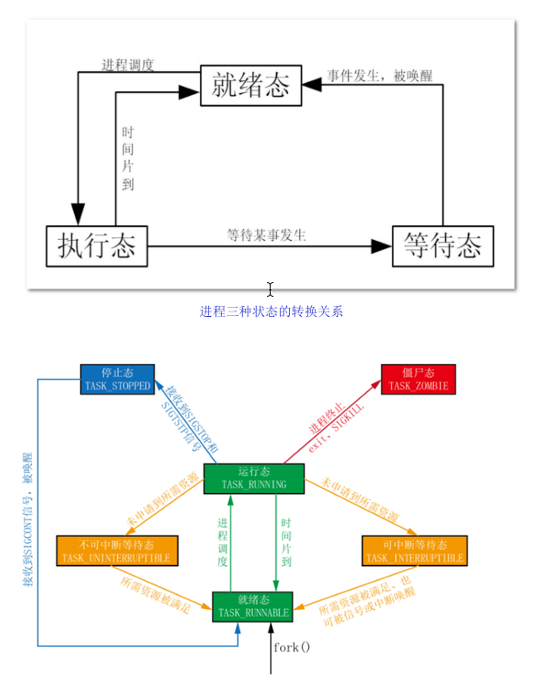 进程调度
就绪态
事件发生，被唤醒
时间片到
执行态
等待某事发生
等待态
进程三种状态的转换关系
停止态
TASK_STOPPED
僵尸态
TASK_ZOMBIE
接收到SIGSTOP和
SIGTSTP信号
进程终止
exit、SIGKILL
运行态
TASK_RUNNING
接收到SIGCONT信号，被唤醒
未申请到所需资源
未申请到所需资源
不可中断等待态
TASK_UNINTERRUPTIBLE
进程调度
时间片到
可中断等待态
TASK_INTERRUPTIBLE
所需资源被满足
就绪态
TASK_RUNNABLE
所需资源被满足、也
可被信号或中断唤醒
fork()